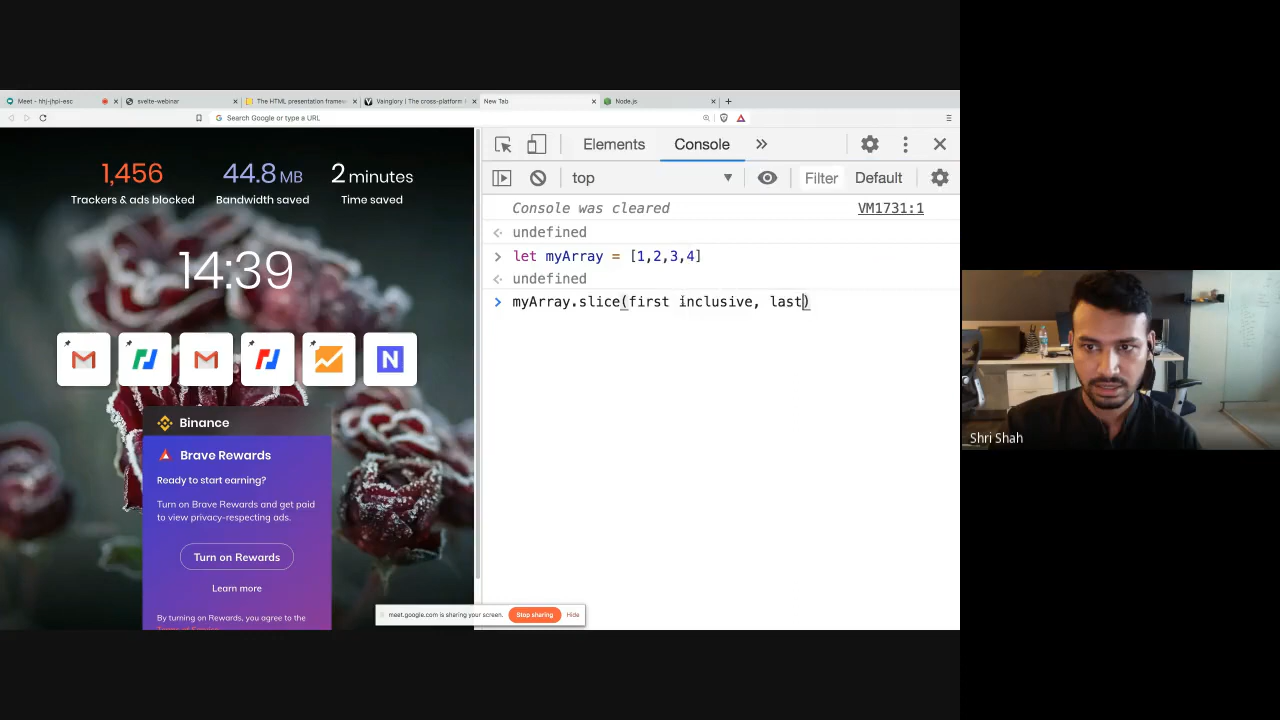 Meet - hhj-jhpi-esc
svelte-webinar
The HTML presentation framew
Vainglory | The cross-platform
New Tab
Node.js
Search Google or type a URL
1,456
Trackers & ads blocked
44.8 MB
Bandwidth saved
2 minutes
Time saved
14:39
N
Binance
Brave Rewards
Ready to start earning?
Turn on Brave Rewards and get paid
to view privacy-respecting ads.
Turn on Rewards
Learn more
By turning on Rewards, you agree to the
Elements
Console
top
Filter
Default
Console was cleared
VM1731:1
undefined
let myArray = [1,2,3,4]
undefined
myArray.slice(first inclusive, last)
meet.google.com is sharing your screen.
Stop sharing
Hide
Shri Shah